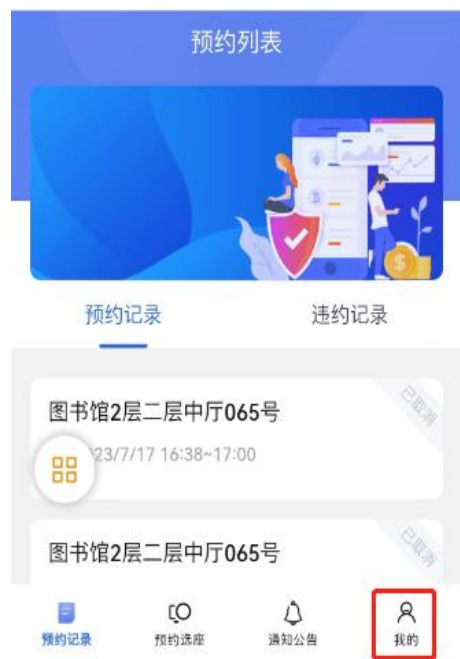 预约列表
预约记录
违约记录
图书馆2层二层中厅065号
已取消
23/7/17 16:38~17:00
图书馆2层二层中厅065号
已取消
预约记录
预约选座
通知公告
我的